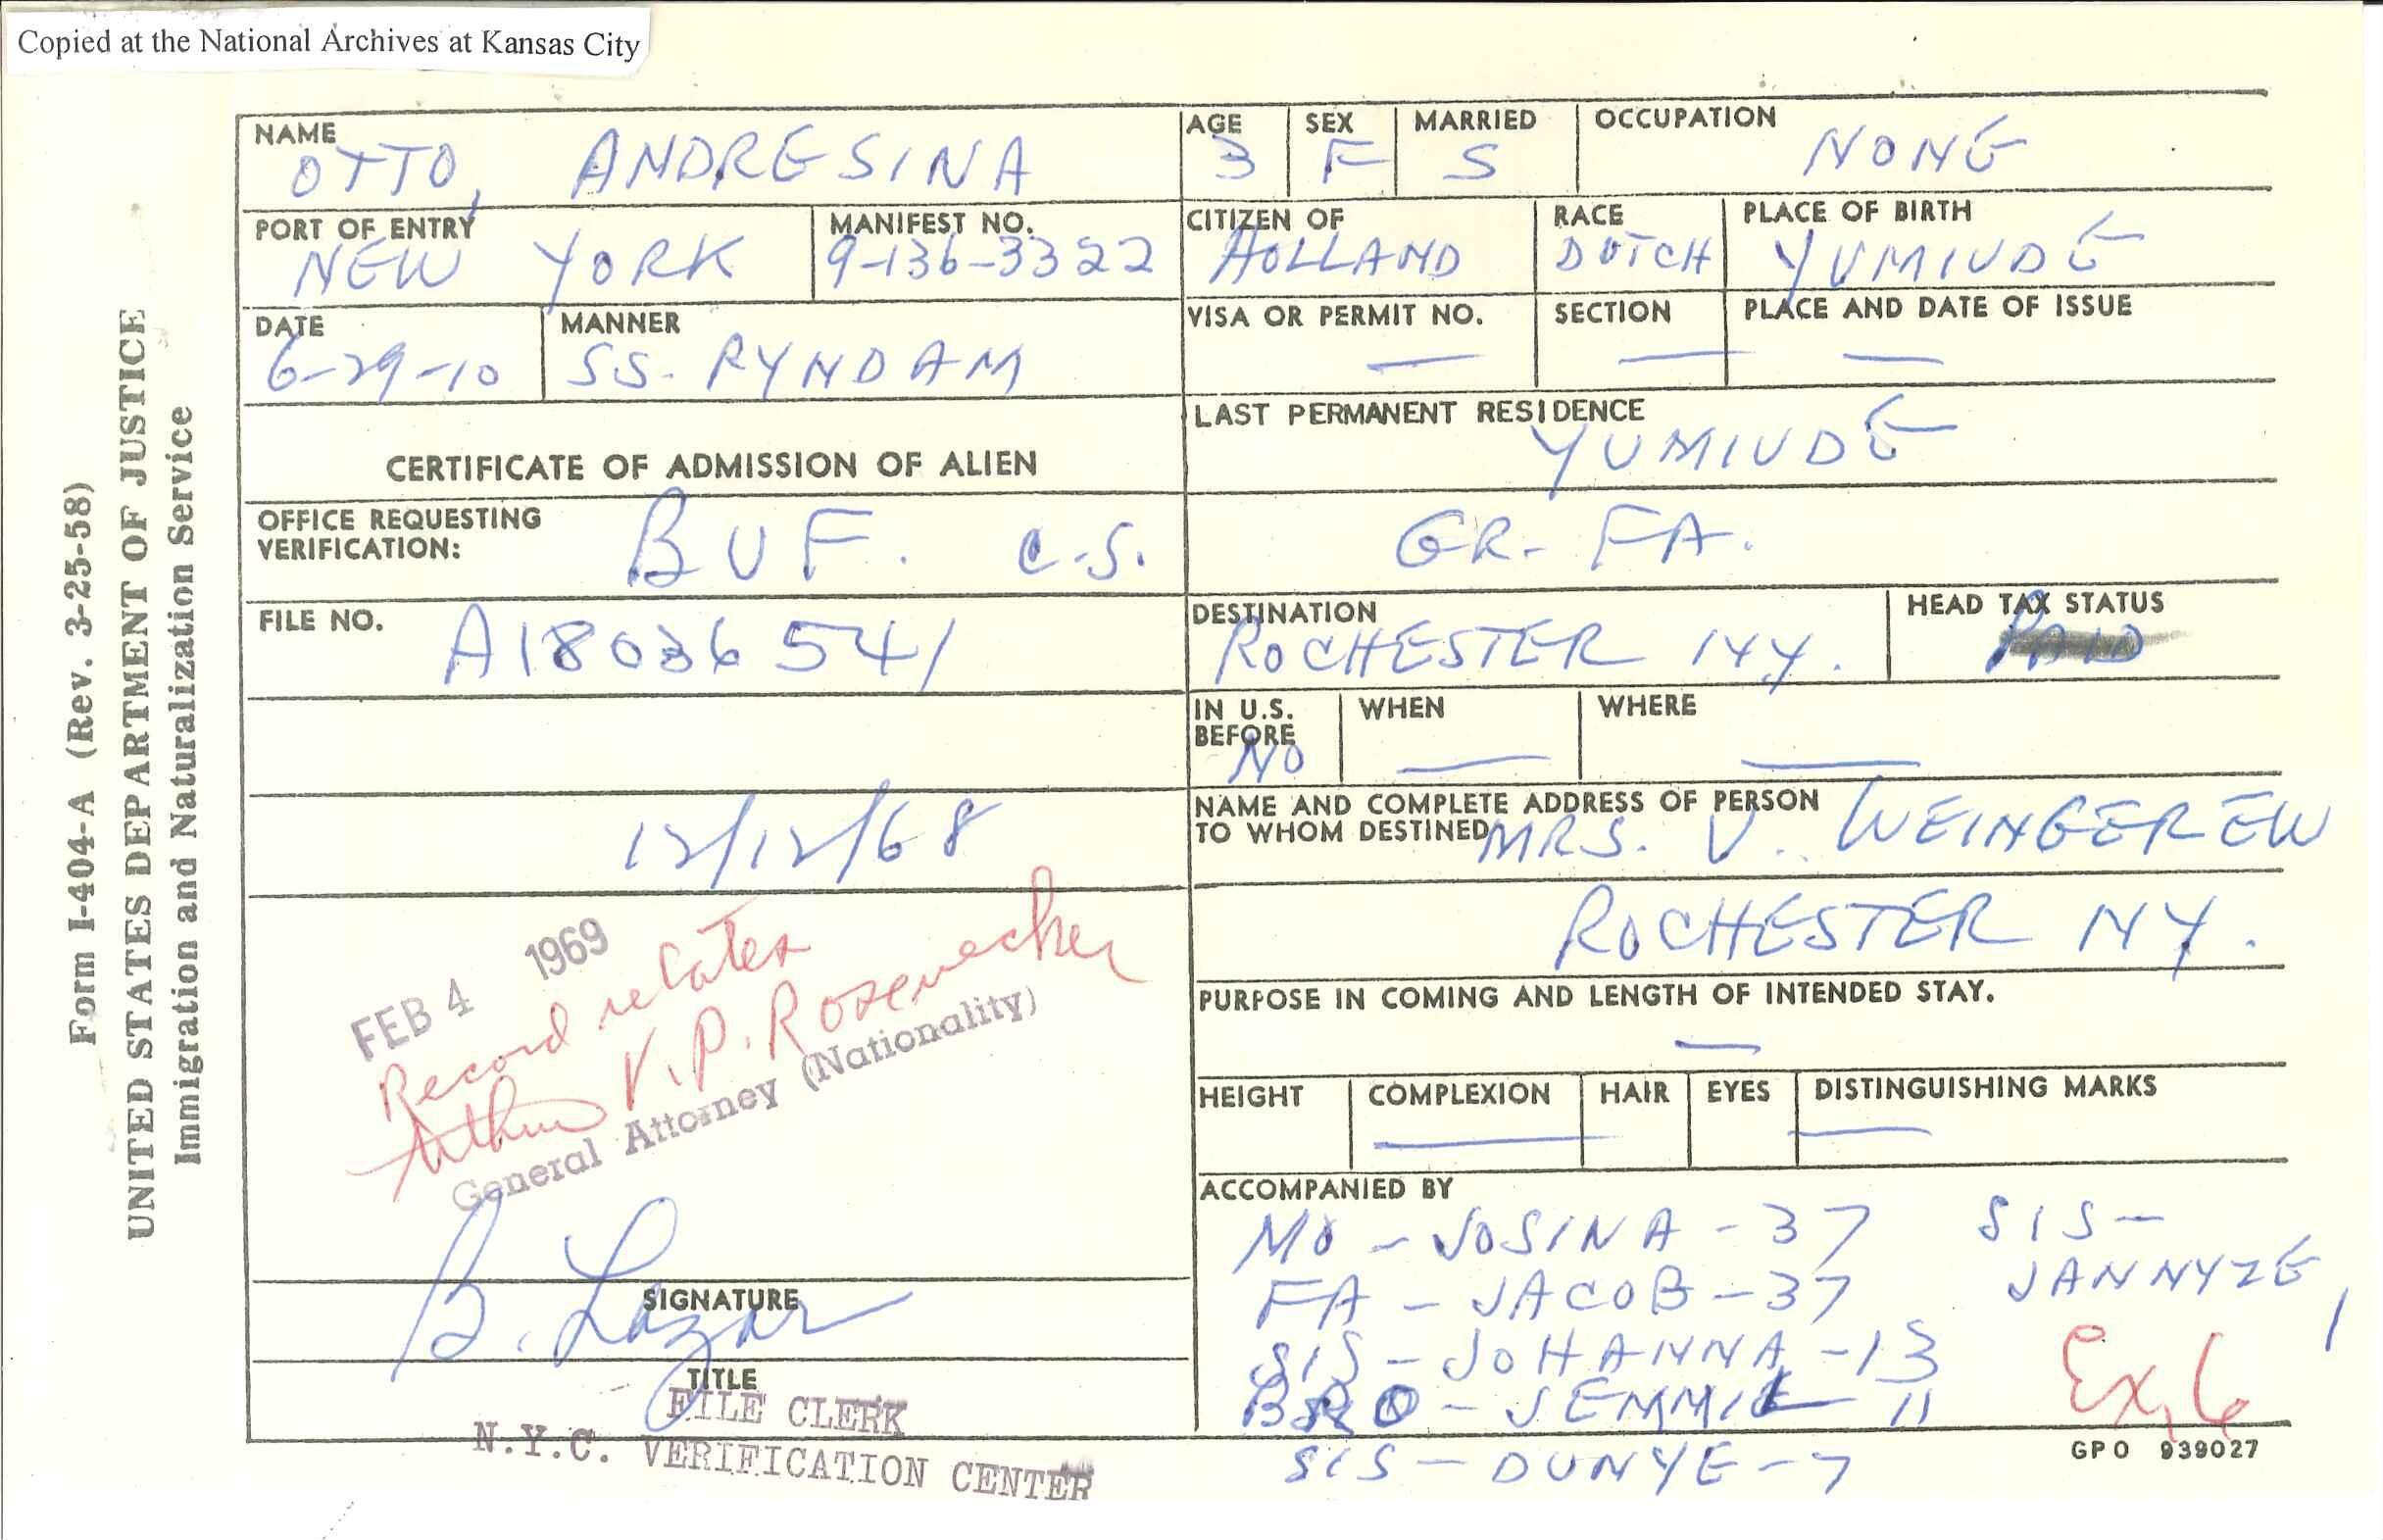 Copied at the National Archives at Kansas City
Form I-404-A (Rev. 3-25-58)
UNITED STATES DEPARTMENT OF JUSTICE
Immigration and Naturalization Service
NAME
OTTO, ANDRESINA
AGE
3
SEX
F
MARRIED
S
OCCUPATION
NONE
PORT OF ENTRY
NEW YORK
MANIFEST NO.
9-136-3322
CITIZEN OF
HOLLAND
RACE
DUTCH
PLACE OF BIRTH
YUMIUDE
DATE
6-29-10
MANNER
SS. RYNDAM
VISA OR PERMIT NO.
—
SECTION
—
PLACE AND DATE OF ISSUE
—
CERTIFICATE OF ADMISSION OF ALIEN
LAST PERMANENT RESIDENCE
YUMIUDE
OFFICE REQUESTING
VERIFICATION:
BUF. C.S.
GR- FA.
FILE NO.
A18036541
DESTINATION
ROCHESTER NY.
HEAD TAX STATUS
PAID
IN U.S.
BEFORE
NO
WHEN
—
WHERE
—
12/12/68
NAME AND COMPLETE ADDRESS OF PERSON
TO WHOM DESTINED
MRS. V. WEINGEREW
ROCHESTER NY.
FEB 4 1969
Record relates
Arthur V.P. Rosenecker
General Attorney (Nationality)
PURPOSE IN COMING AND LENGTH OF INTENDED STAY.
—
HEIGHT
COMPLEXION
—
HAIR
EYES
DISTINGUISHING MARKS
—
B. Lazar
SIGNATURE
TITLE
FILE CLERK
N.Y.C. VERIFICATION CENTER
ACCOMPANIED BY
MO - JOSINA - 37
FA - JACOB - 37
SIS - JOHANNA - 13
BRO - JEMMIE - 11
SIS - DUNYE - 7
SIS -
JANNYZE, 1
Ex, 6
GPO 939027